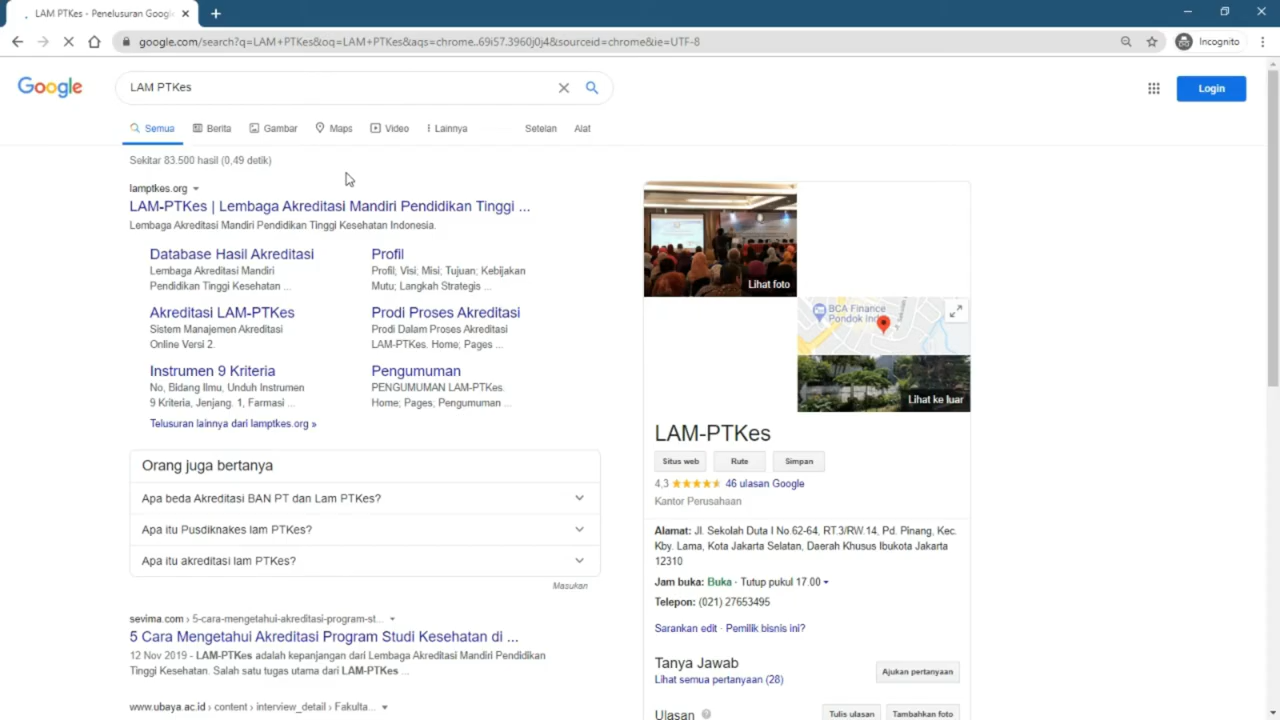 LAM PTKes - Penelusuran Googl
google.com/search?q=LAM+PTKes&oq=LAM+PTKes&aqs=chrome..69i57.3960j0j4&sourceid=chrome&ie=UTF-8
Incognito
Google
LAM PTKes
Login
Semua
Berita
Gambar
Maps
Video
Lainnya
Setelan
Alat
Sekitar 83.500 hasil (0,49 detik)
lamptkes.org
LAM-PTKes | Lembaga Akreditasi Mandiri Pendidikan Tinggi ...
Lembaga Akreditasi Mandiri Pendidikan Tinggi Kesehatan Indonesia.
Database Hasil Akreditasi
Lembaga Akreditasi Mandiri
Pendidikan Tinggi Kesehatan ...
Profil
Profil, Visi, Misi, Tujuan; Kebijakan
Mutu; Langkah Strategis ...
Akreditasi LAM-PTKes
Sistem Manajemen Akreditasi
Online Versi 2.
Prodi Proses Akreditasi
Prodi Dalam Proses Akreditasi
LAM-PTKes. Home; Pages ...
Instrumen 9 Kriteria
No, Bidang Ilmu, Unduh Instrumen
9 Kriteria, Jenjang. 1, Farmasi ...
Pengumuman
PENGUMUMAN LAM-PTKes.
Home; Pages; Pengumuman ...
Telusuran lainnya dari lamptkes.org »
Orang juga bertanya
Apa beda Akreditasi BAN PT dan Lam PTKes?
Apa itu Pusdiknakes lam PTKes?
Apa itu akreditasi lam PTKes?
Masukan
sevima.com › 5-cara-mengetahui-akreditasi-program-st...
5 Cara Mengetahui Akreditasi Program Studi Kesehatan di ...
12 Nov 2019 - LAM-PTKes adalah kepanjangan dari Lembaga Akreditasi Mandiri Pendidikan
Tinggi Kesehatan. Salah satu tugas utama dari LAM-PTKes ...
www.ubaya.ac.id › content › interview_detail › Fakulta...
Lihat foto
BCA Finance
Pondok Ind
Lihat ke luar
LAM-PTKes
Situs web
Rute
Simpan
4,3
46 ulasan Google
Kantor Perusahaan
Alamat: Jl. Sekolah Duta I No.62-64, RT.3/RW.14, Pd. Pinang, Kec.
Kby. Lama, Kota Jakarta Selatan, Daerah Khusus Ibukota Jakarta
12310
Jam buka: Buka · Tutup pukul 17.00
Telepon: (021) 27653495
Sarankan edit · Pemilik bisnis ini?
Tanya Jawab
Lihat semua pertanyaan (28)
Ajukan pertanyaan
Ulasan
Tulis ulasan
Tambahkan foto